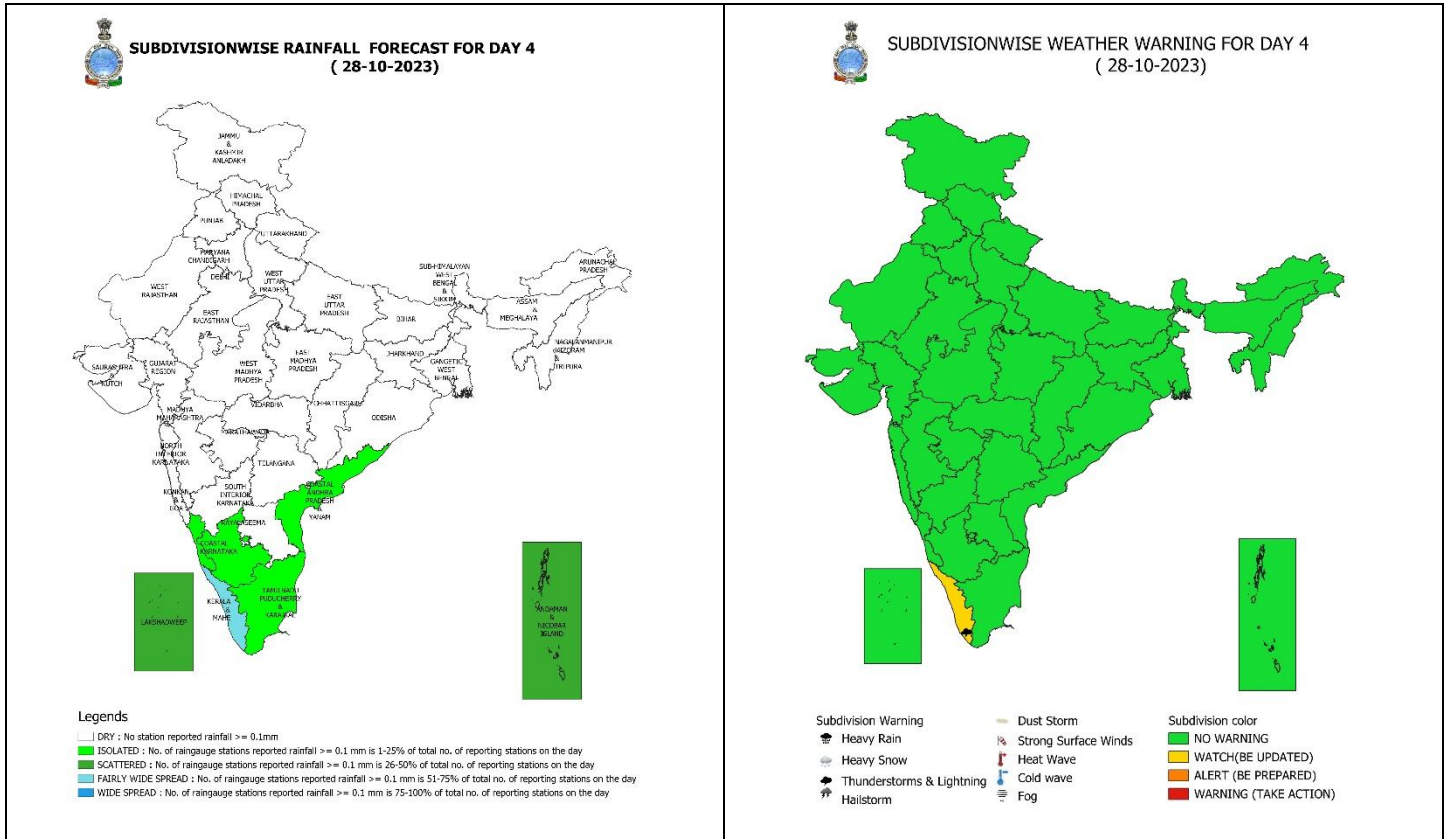 SUBDIVISIONWISE RAINFALL FORECAST FOR DAY 4
( 28-10-2023)
JAMMU
&
KASHMIR
ANLADAKH
HIMACHAL
PRADESH
PUNJAB
UTTARAKHAND
HARYANA
CHANDIGARH
&
DELHI
WEST
UTTAR
PRADESH
SUB-HIMALAYAN
WEST
BENGAL
&
SIKKIM
ARUNACHAL
PRADESH
WEST
RAJASTHAN
EAST
UTTAR
PRADESH
ASSAM
&
MEGHALAYA
EAST
RAJASTHAN
BIHAR
NAGALANMANIPUR
MIZORAM
&
TRIPURA
SAURASHTRA
&
KUTCH
GUJARAT
REGION
WEST
MADHYA
PRADESH
EAST
MADHYA
PRADESH
JHARKHAND
GANGETIC
WEST
BENGAL
MADHYA
MAHARASHTRA
VIDARBHA
CHHATTISGARH
ODISHA
MARATHAWADA
NORTH
INTERIOR
KARNATAKA
TELANGANA
KONKAN
&
GOA
SOUTH
INTERIOR
KARNATAKA
COASTAL
ANDHRA
PRADESH
&
YANAM
RAYALASEEMA
COASTAL
KARNATAKA
KERALA
&
MAHE
TAMILNADU
PUDUCHERRY
&
KARAIKAL
LAKSHADWEEP
ANDAMAN
&
NICOBAR
ISLAND
Legends
DRY : No station reported rainfall >= 0.1mm
ISOLATED : No. of raingauge stations reported rainfall >= 0.1 mm is 1-25% of total no. of reporting stations on the day
SCATTERED : No. of raingauge stations reported rainfall >= 0.1 mm is 26-50% of total no. of reporting stations on the day
FAIRLY WIDE SPREAD : No. of raingauge stations reported rainfall >= 0.1 mm is 51-75% of total no. of reporting stations on the day
WIDE SPREAD : No. of raingauge stations reported rainfall >= 0.1 mm is 75-100% of total no. of reporting stations on the day
SUBDIVISIONWISE WEATHER WARNING FOR DAY 4
( 28-10-2023)
Subdivision Warning
Heavy Rain
Heavy Snow
Thunderstorms & Lightning
Hailstorm
Dust Storm
Strong Surface Winds
Heat Wave
Cold wave
Fog
Subdivision color
NO WARNING
WATCH(BE UPDATED)
ALERT (BE PREPARED)
WARNING (TAKE ACTION)